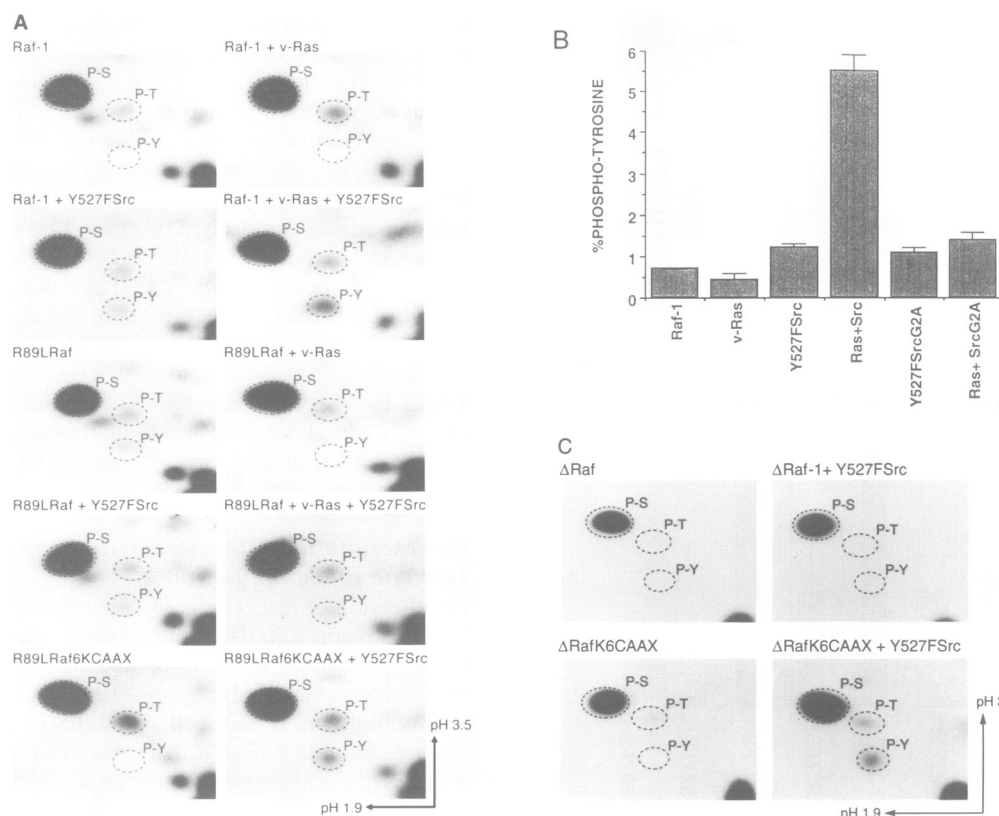 A
Raf-1
P-S
P-T
P-Y
Raf-1 + v-Ras
P-S
P-T
P-Y
Raf-1 + Y527FSrc
P-S
P-T
P-Y
Raf-1 + v-Ras + Y527FSrc
P-S
P-T
P-Y
R89LRaf
P-S
P-T
P-Y
R89LRaf + v-Ras
P-S
P-T
P-Y
R89LRaf + Y527FSrc
P-S
P-T
P-Y
R89LRaf + v-Ras + Y527FSrc
P-S
P-T
P-Y
R89LRaf6KCAAX
P-S
P-T
P-Y
R89LRaf6KCAAX + Y527FSrc
P-S
P-T
P-Y
pH 3.5
pH 1.9
B
%PHOSPHO-TYROSINE
6
5
4
3
2
1
0
Raf-1
v-Ras
Y527FSrc
Ras+Src
Y527FSrcG2A
Ras+ SrcG2A
C
ΔRaf
P-S
P-T
P-Y
ΔRaf-1+ Y527FSrc
P-S
P-T
P-Y
ΔRafK6CAAX
P-S
P-T
P-Y
ΔRafK6CAAX + Y527FSrc
P-S
P-T
P-Y
pH
pH 1.9